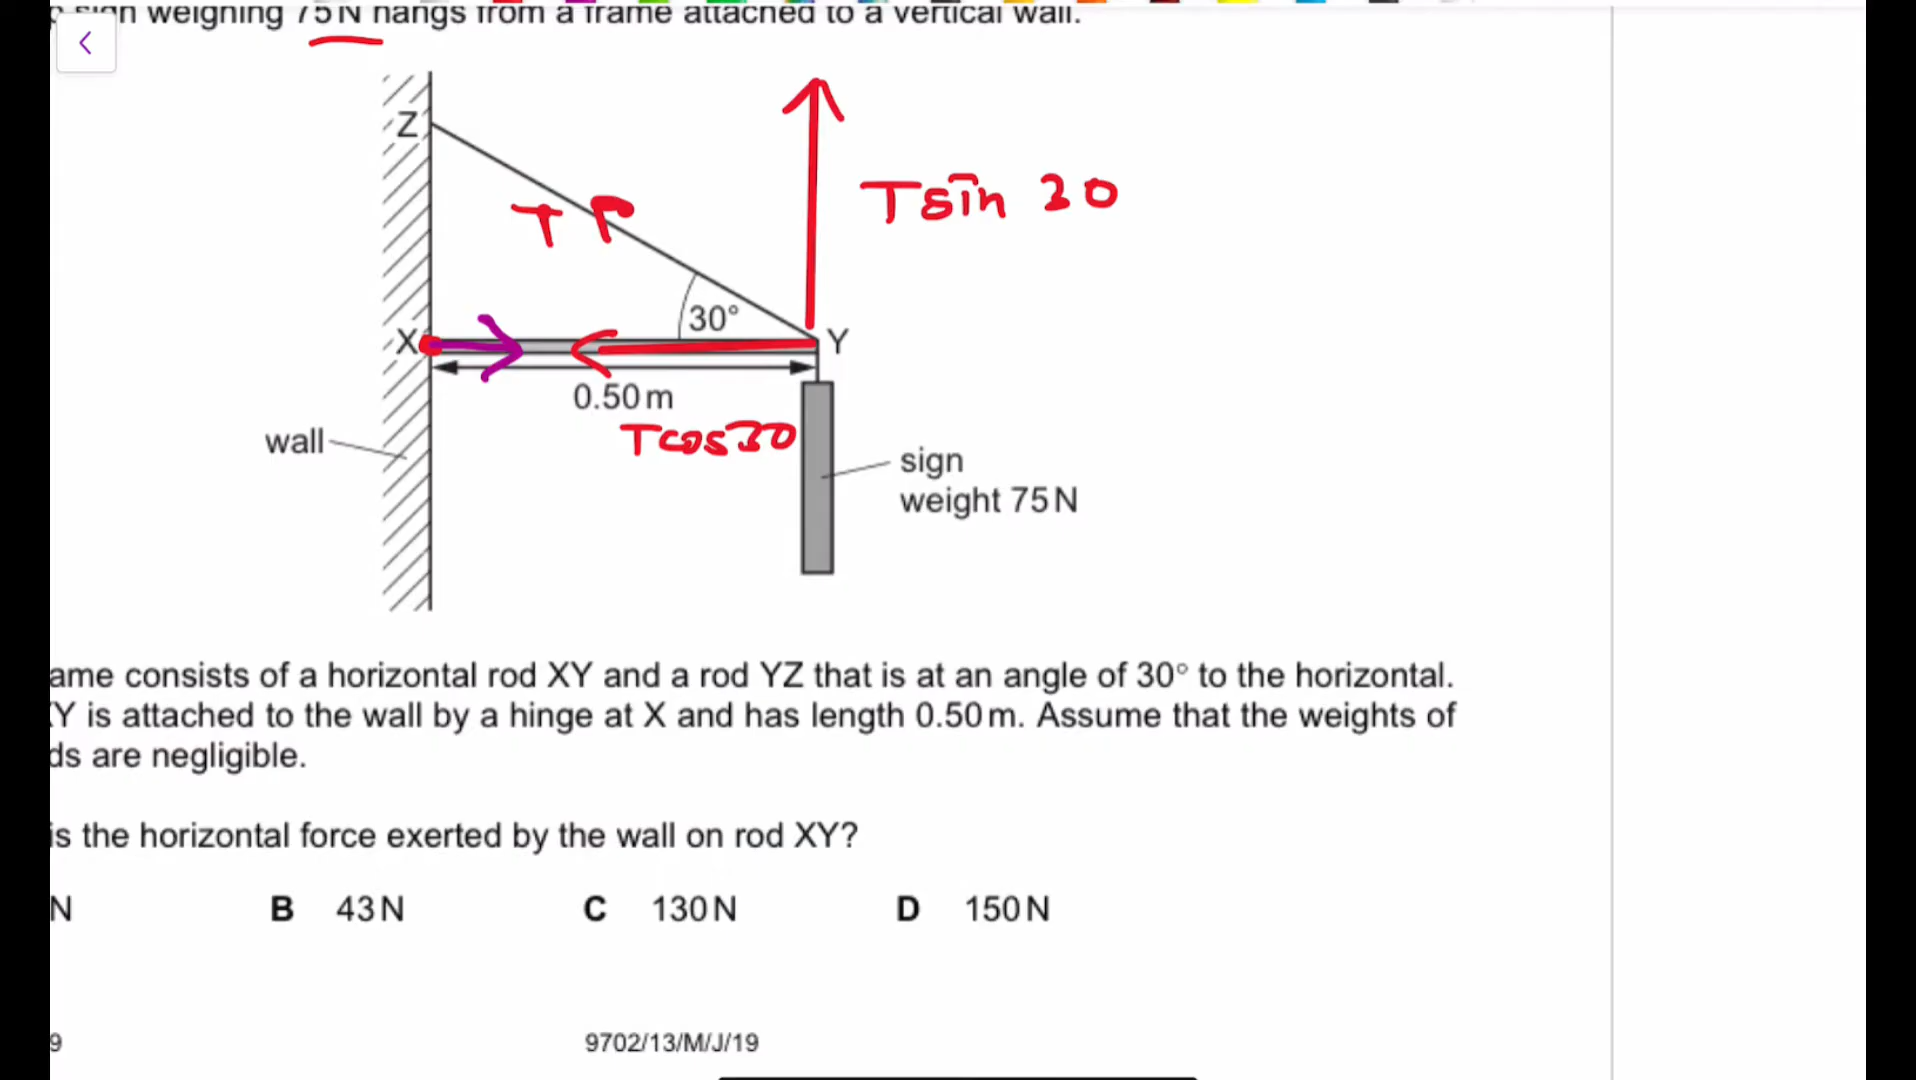 weighing 75 N hangs from a frame attached to a vertical wall.
Z
T
T sin 30
30°
X
Y
0.50 m
T cos 30
wall
sign
weight 75 N
ame consists of a horizontal rod XY and a rod YZ that is at an angle of 30° to the horizontal.
Y is attached to the wall by a hinge at X and has length 0.50 m. Assume that the weights of
ds are negligible.
is the horizontal force exerted by the wall on rod XY?
N B 43 N C 130 N D 150 N
9 9702/13/M/J/19